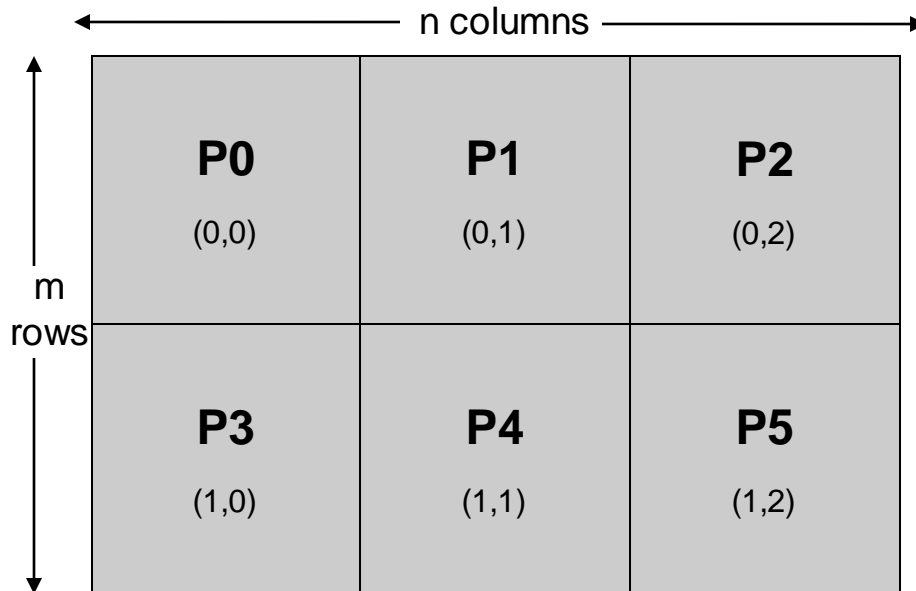 n columns
P0 P1 P2
(0,0) (0,1) (0,2)
m
rows
P3 P4 P5
(1,0) (1,1) (1,2)